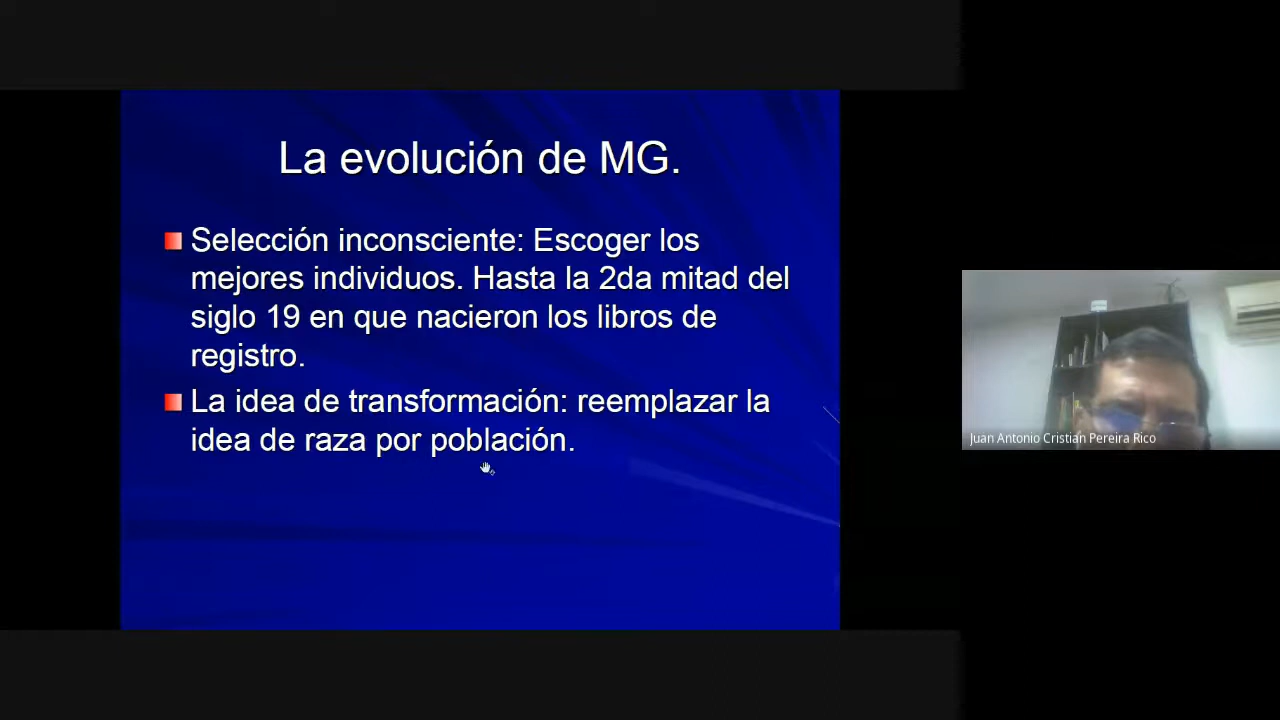 La evolución de MG.
Selección inconsciente: Escoger los
mejores individuos. Hasta la 2da mitad del
siglo 19 en que nacieron los libros de
registro.
La idea de transformación: reemplazar la
idea de raza por población.
Juan Antonio Cristian Pereira Rico